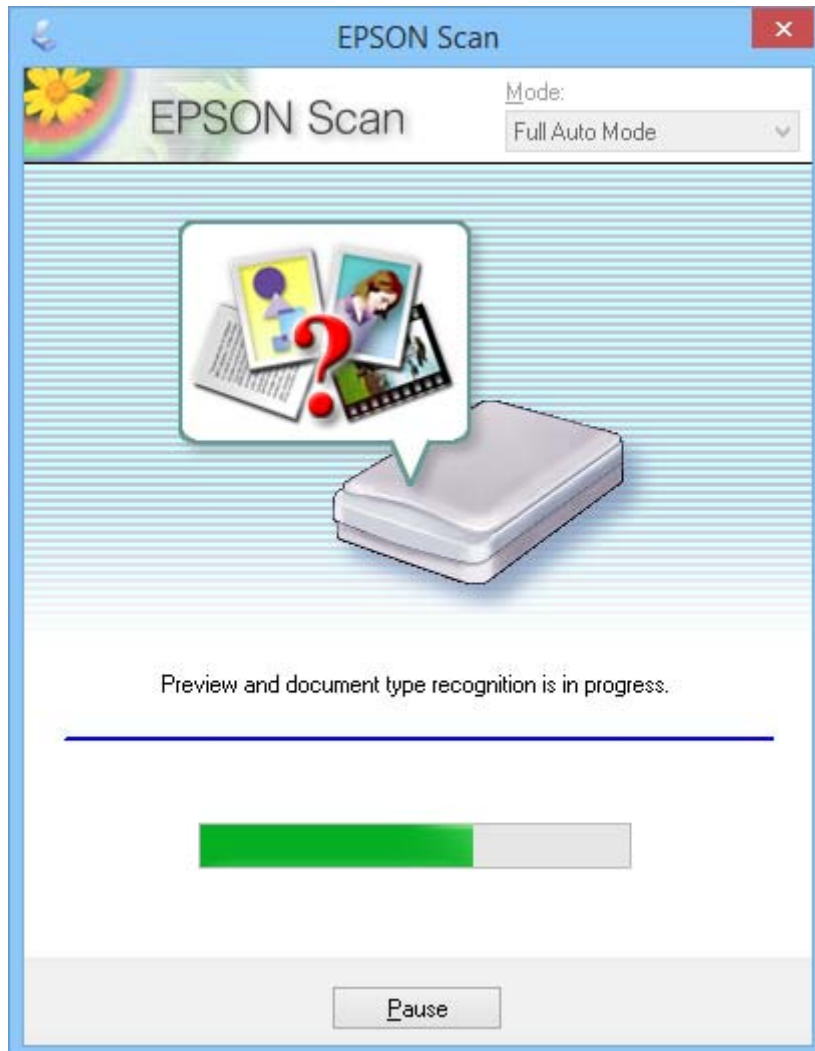 EPSON Scan
EPSON Scan
Mode:
Full Auto Mode
Preview and document type recognition is in progress.
Pause